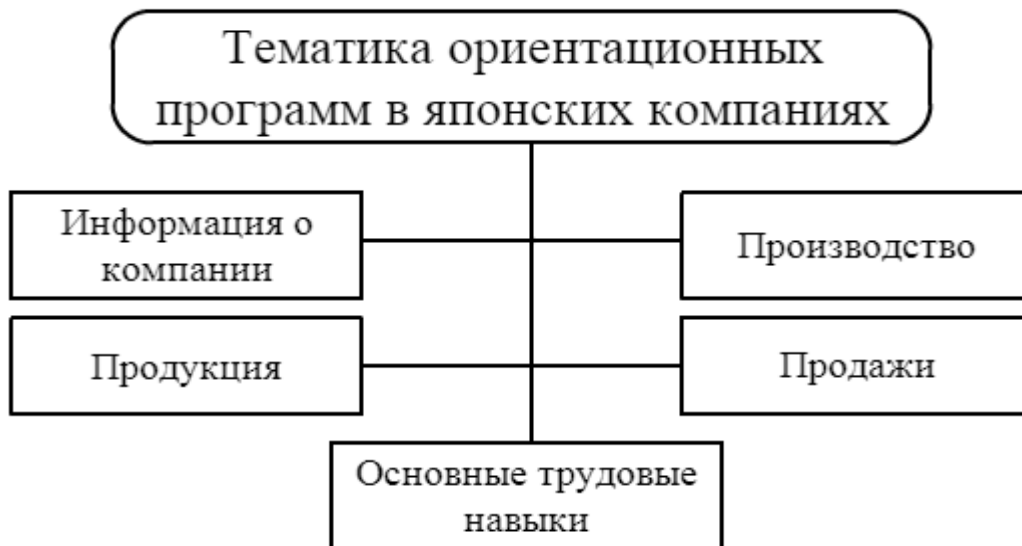 Тематика ориентационных
программ в японских компаниях
Информация о
компании
Производство
Продукция
Продажи
Основные трудовые
навыки